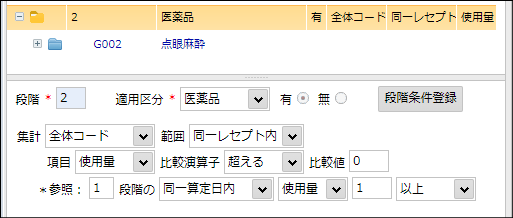 2 医薬品 有 全体コード 同一レセプト 使用量
G002 点眼麻酔
段階 * 2 適用区分 * 医薬品 有 無 段階条件登録
集計 全体コード 範囲 同一レセプト内
項目 使用量 比較演算子 超える 比較値 0
*参照: 1 段階の 同一算定日内 使用量 1 以上